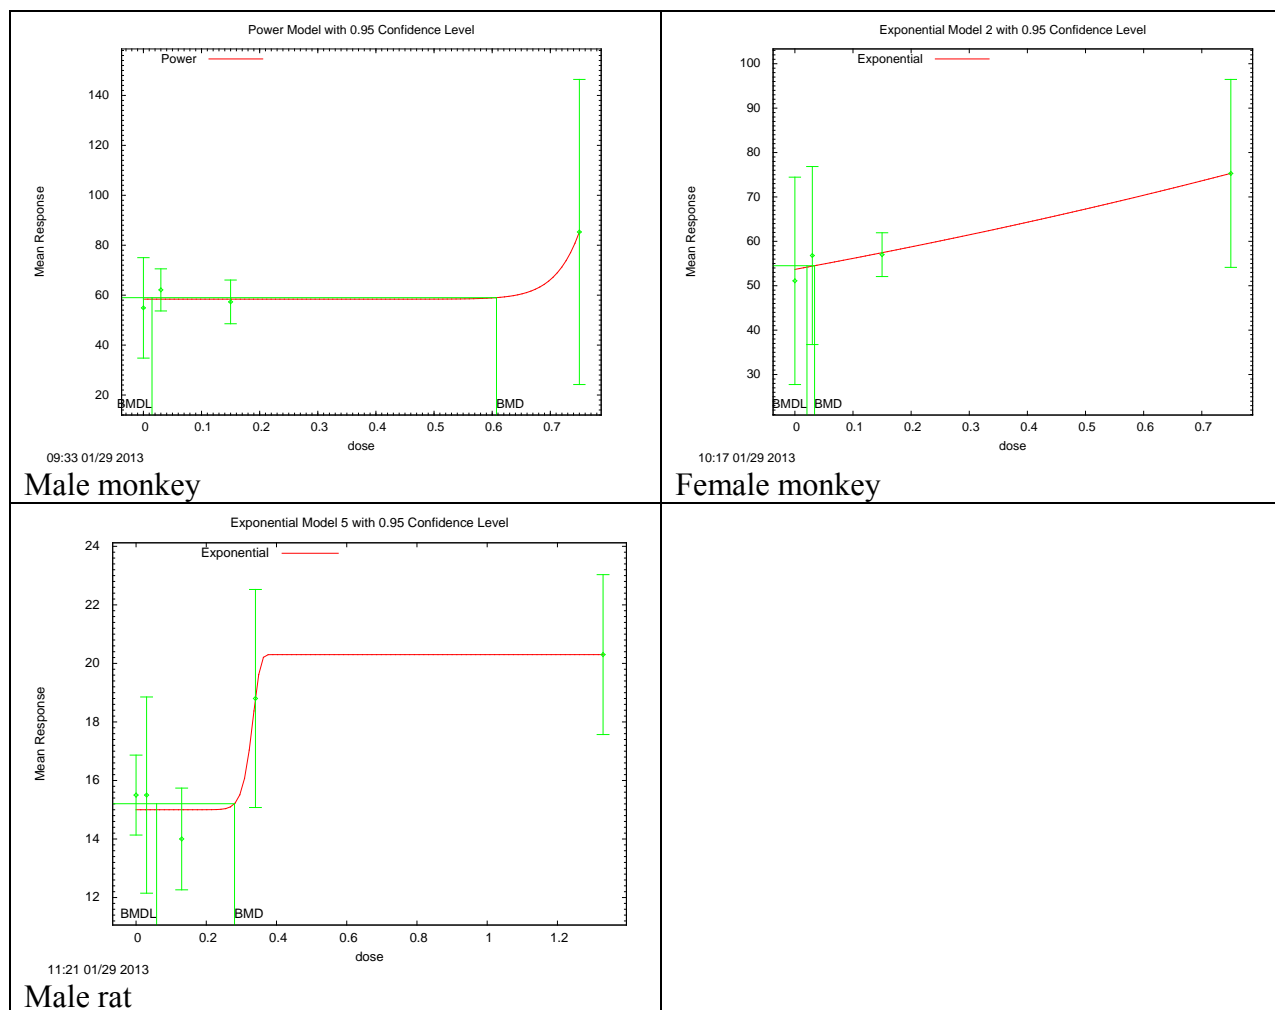 Power Model with 0.95 Confidence Level
Power
Mean Response
140
120
100
80
60
40
20
BMDL
BMD
0 0.1 0.2 0.3 0.4 0.5 0.6 0.7
dose
09:33 01/29 2013
Male monkey
Exponential Model 2 with 0.95 Confidence Level
Exponential
Mean Response
100
90
80
70
60
50
40
30
BMDL
BMD
0 0.1 0.2 0.3 0.4 0.5 0.6 0.7
dose
10:17 01/29 2013
Female monkey
Exponential Model 5 with 0.95 Confidence Level
Exponential
Mean Response
24
22
20
18
16
14
12
BMDL
BMD
0 0.2 0.4 0.6 0.8 1 1.2
dose
11:21 01/29 2013
Male rat